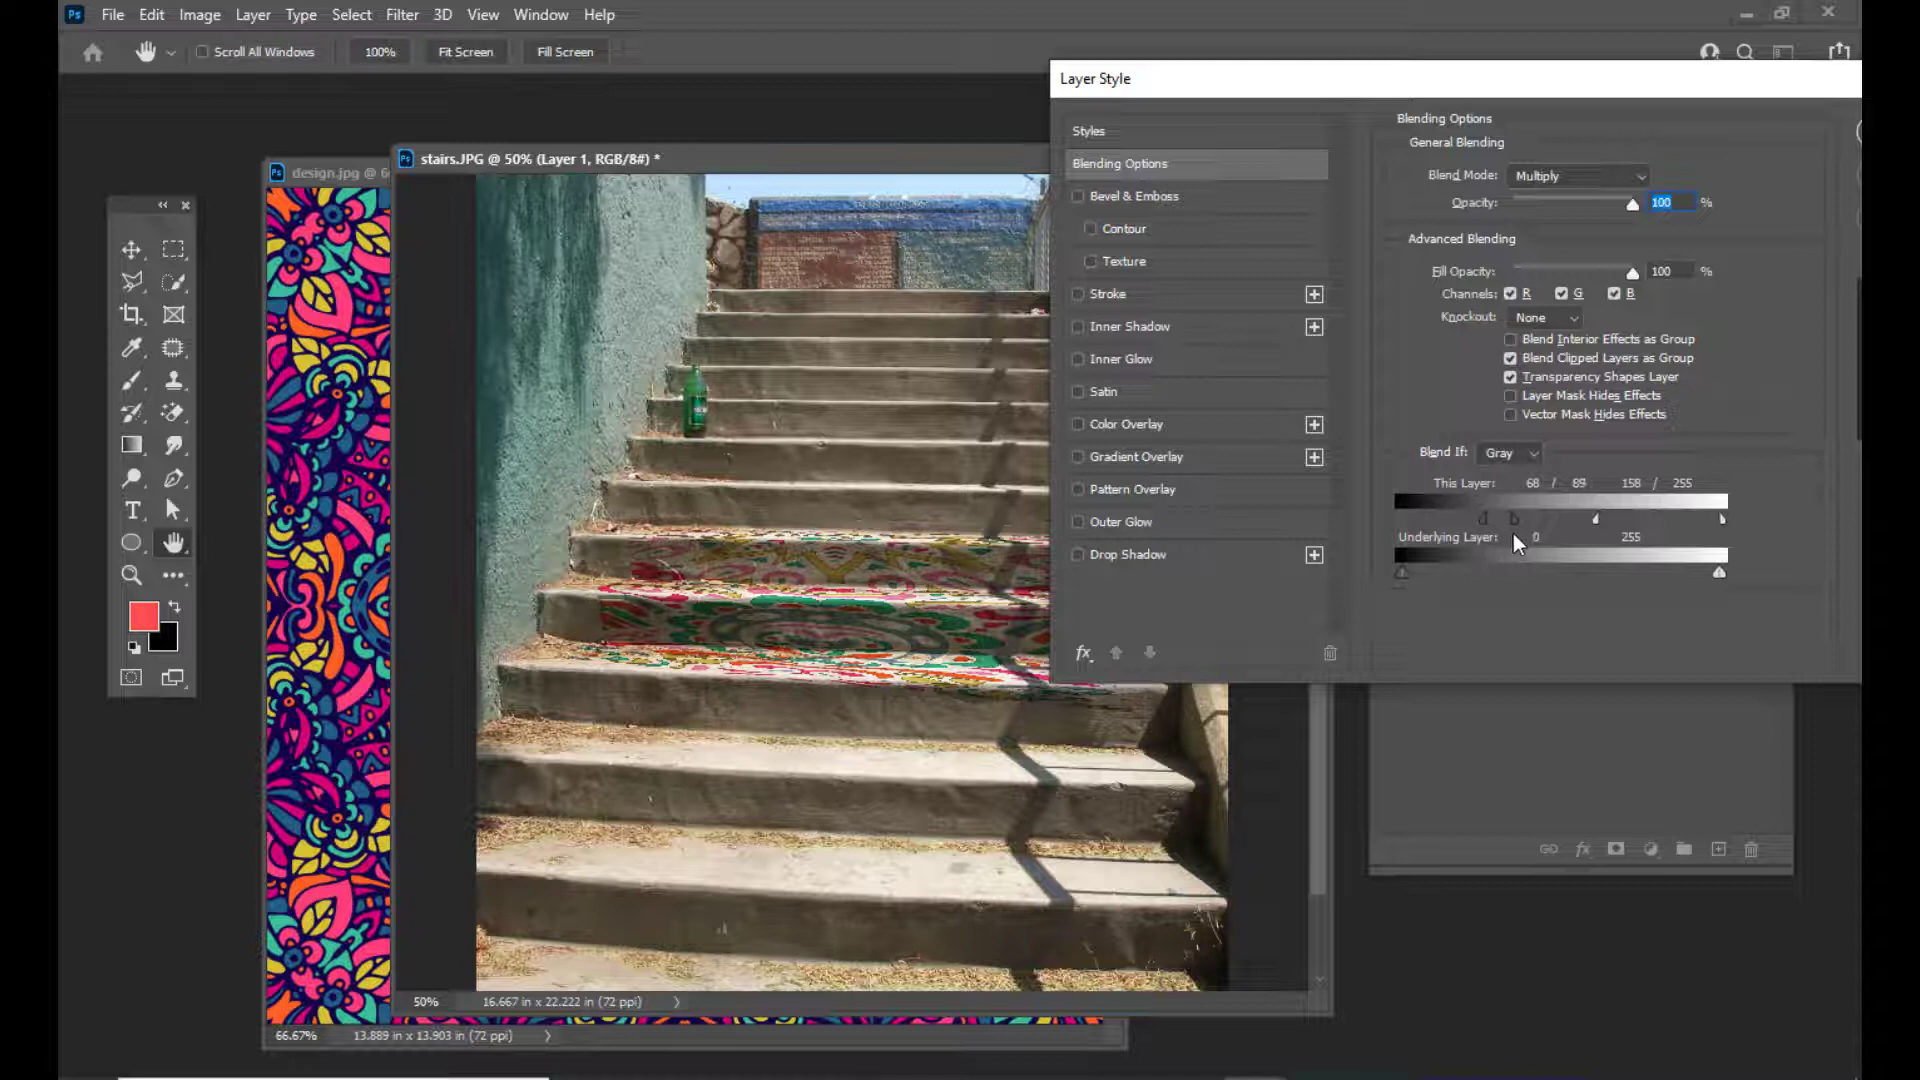 Ps File Edit Image Layer Type Select Filter 3D View Window Help
Scroll All Windows 100% Fit Screen Fill Screen
Layer Style
Styles
Blending Options
Bevel & Emboss
Contour
Texture
Stroke
Inner Shadow
Inner Glow
Satin
Color Overlay
Gradient Overlay
Pattern Overlay
Outer Glow
Drop Shadow
fx
Blending Options
General Blending
Blend Mode: Multiply
Opacity: 100 %
Advanced Blending
Fill Opacity: 100 %
Channels: R G B
Knockout: None
Blend Interior Effects as Group
Blend Clipped Layers as Group
Transparency Shapes Layer
Layer Mask Hides Effects
Vector Mask Hides Effects
Blend If: Gray
This Layer: 68 / 89 158 / 255
Underlying Layer: 0 255
Ps stairs.JPG @ 50% (Layer 1, RGB/8#) *
Ps design.jpg @ 6
T
fx
50% 16.667 in x 22.222 in (72 ppi)
66.67% 13.889 in x 13.903 in (72 ppi)